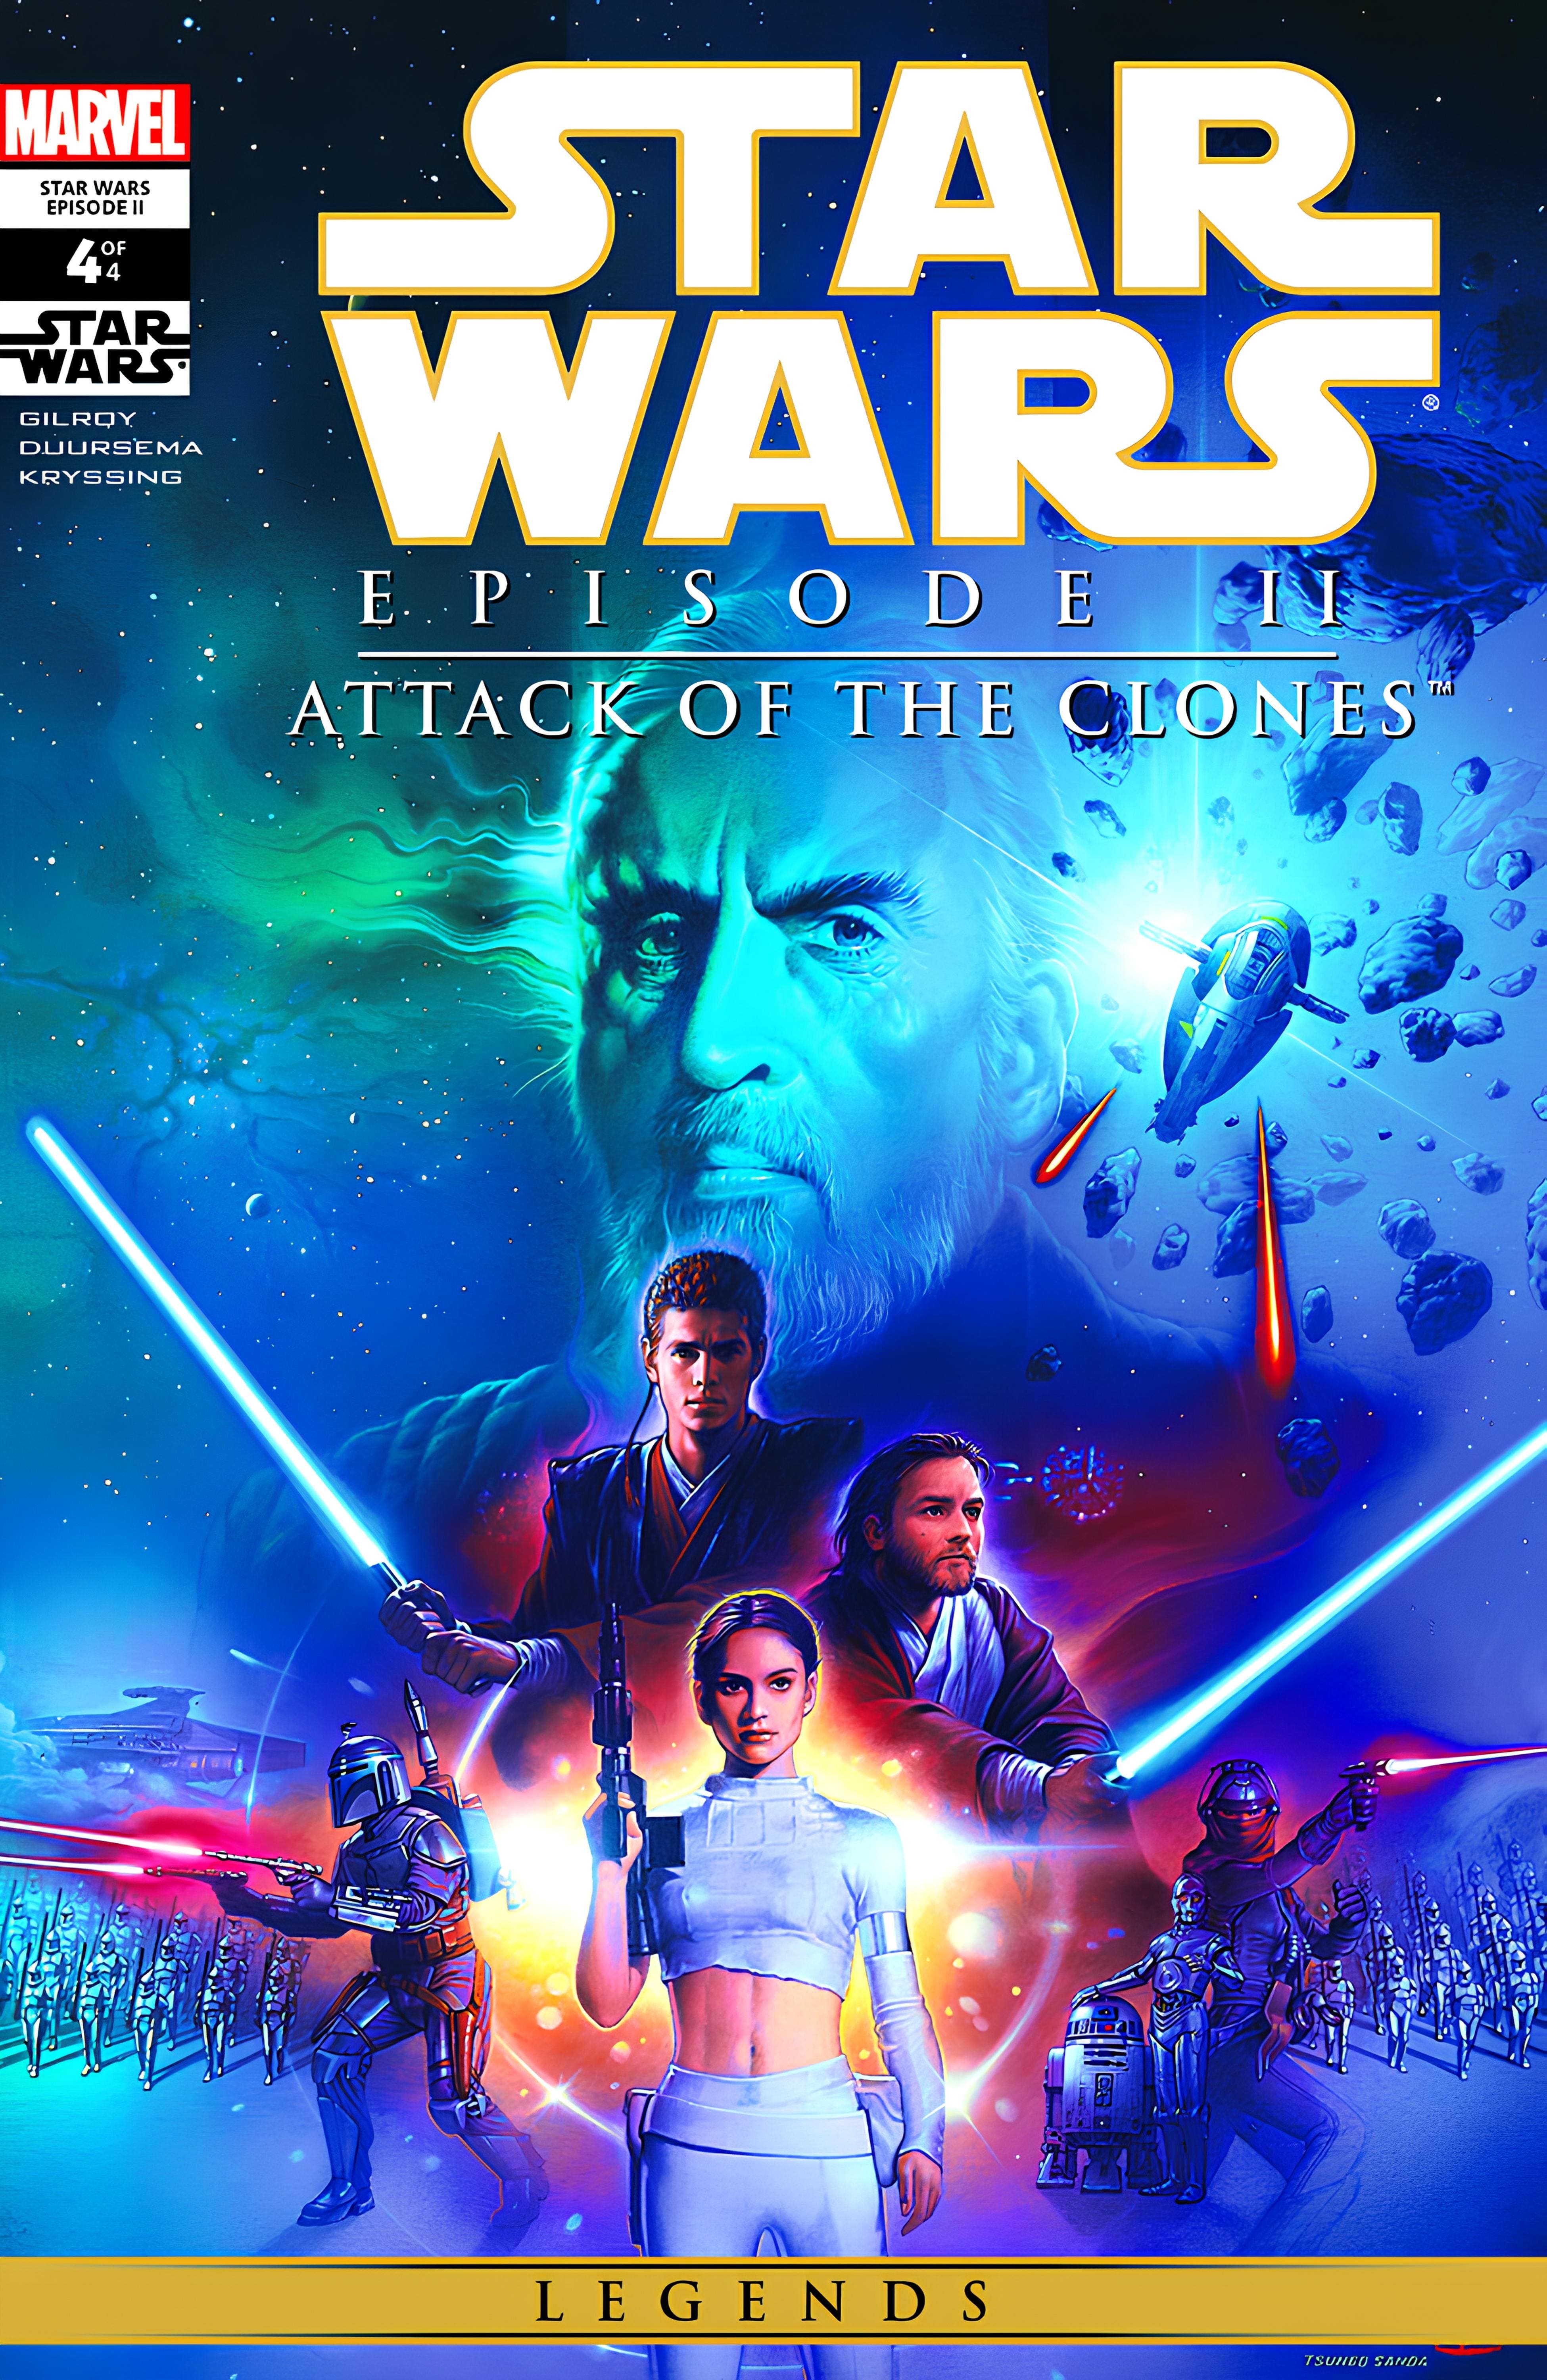 MARVEL
STAR WARS
EPISODE II
4 OF 4
STAR
WARS
GILROY
DUURSEMA
KRYSSING
STAR
WARS®
EPISODE II
ATTACK OF THE CLONES™
LEGENDS
TSUNEO SANDA